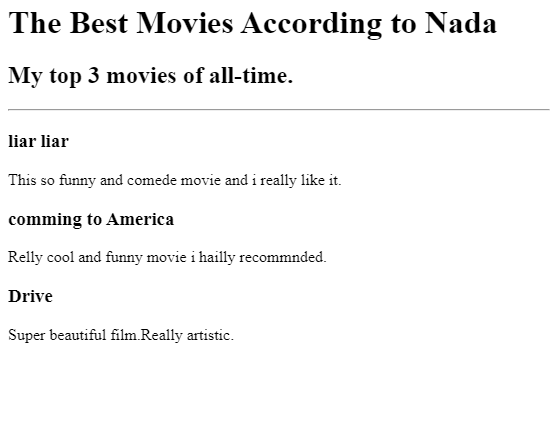 The Best Movies According to Nada
My top 3 movies of all-time.
liar liar
This so funny and comede movie and i really like it.
comming to America
Relly cool and funny movie i hailly recommnded.
Drive
Super beautiful film.Really artistic.